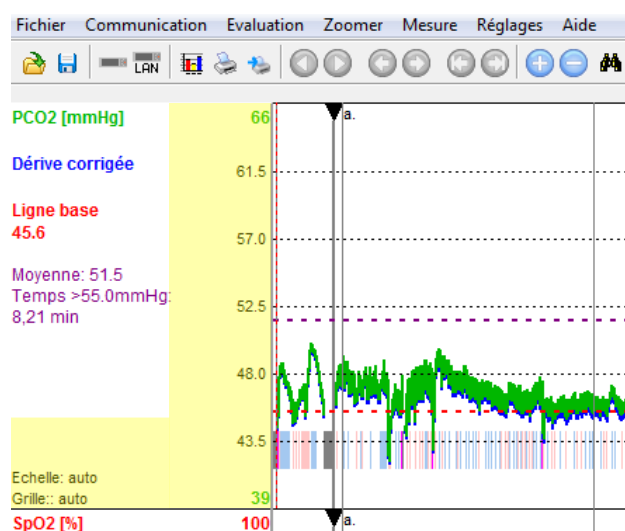 Fichier Communication Evaluation Zoomer Mesure Réglages Aide
LAN
PCO2 [mmHg] 66 a.
Dérive corrigée 61.5
Ligne base
45.6 57.0
Moyenne: 51.5
Temps >55.0mmHg: 52.5
8,21 min
48.0
43.5
Echelle: auto
Grille:: auto 39
SpO2 [%] 100 a.